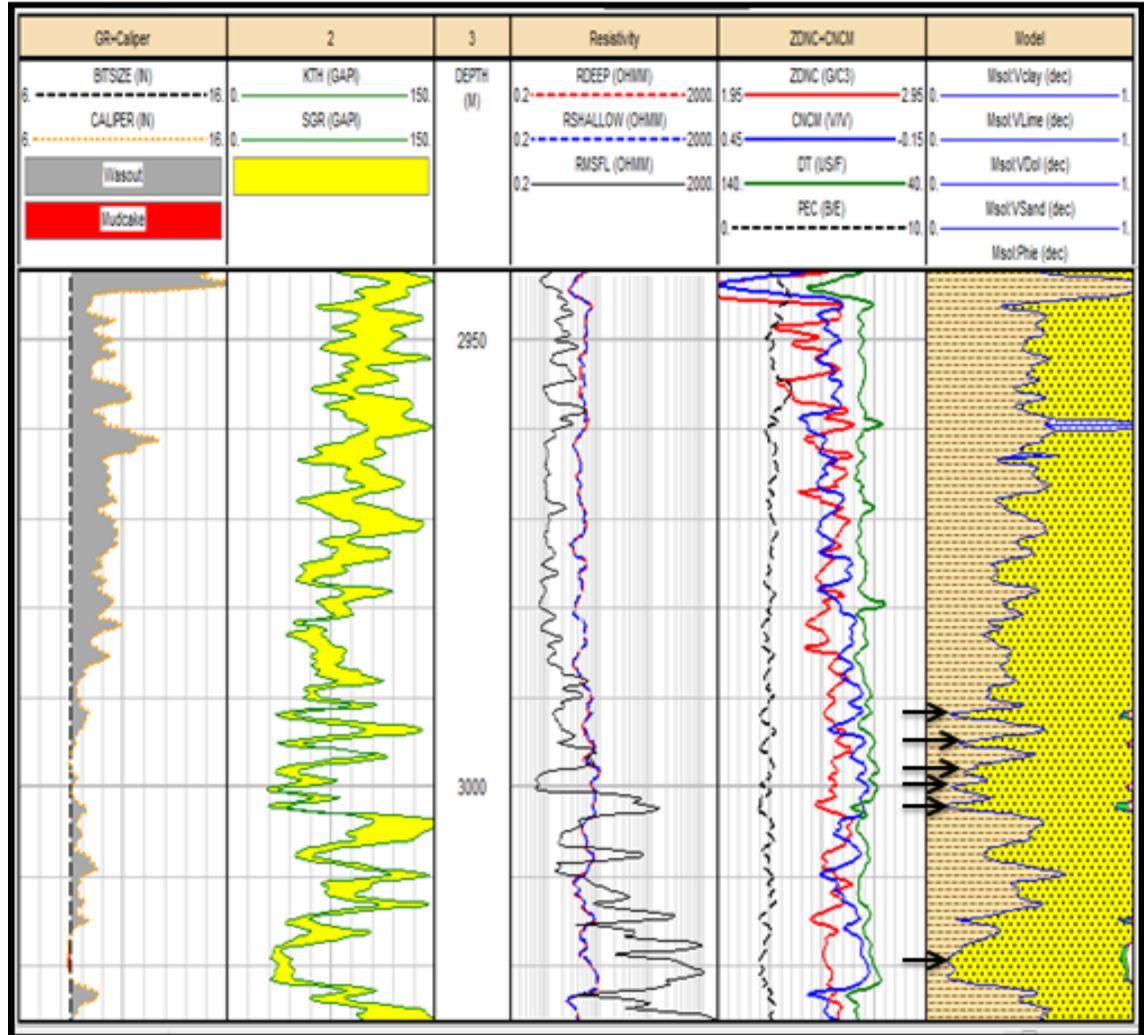 GR+Caliper 2 3 Resistivity ZDNC+CNCM Model
BITSIZE (IN)
6. 16.
CALIPER (IN)
6. 16.
Wasout
Mudcake
KTH (GAPI)
0. 150.
SGR (GAPI)
0. 150.
DEPTH
(M)
RDEEP (OHMM)
0.2 2000.
RSHALLOW (OHMM)
0.2 2000.
RMSFL (OHMM)
0.2 2000.
ZDNC (G/C3)
1.95 2.95
CNCM (V/V)
0.45 -0.15
DT (US/F)
140. 40.
PEC (B/E)
0. 10.
Msol:Vclay (dec)
0. 1.
Msol:VLime (dec)
0. 1.
Msol:VDol (dec)
0. 1.
Msol:VSand (dec)
0. 1.
Msol:Phie (dec)
2950
3000